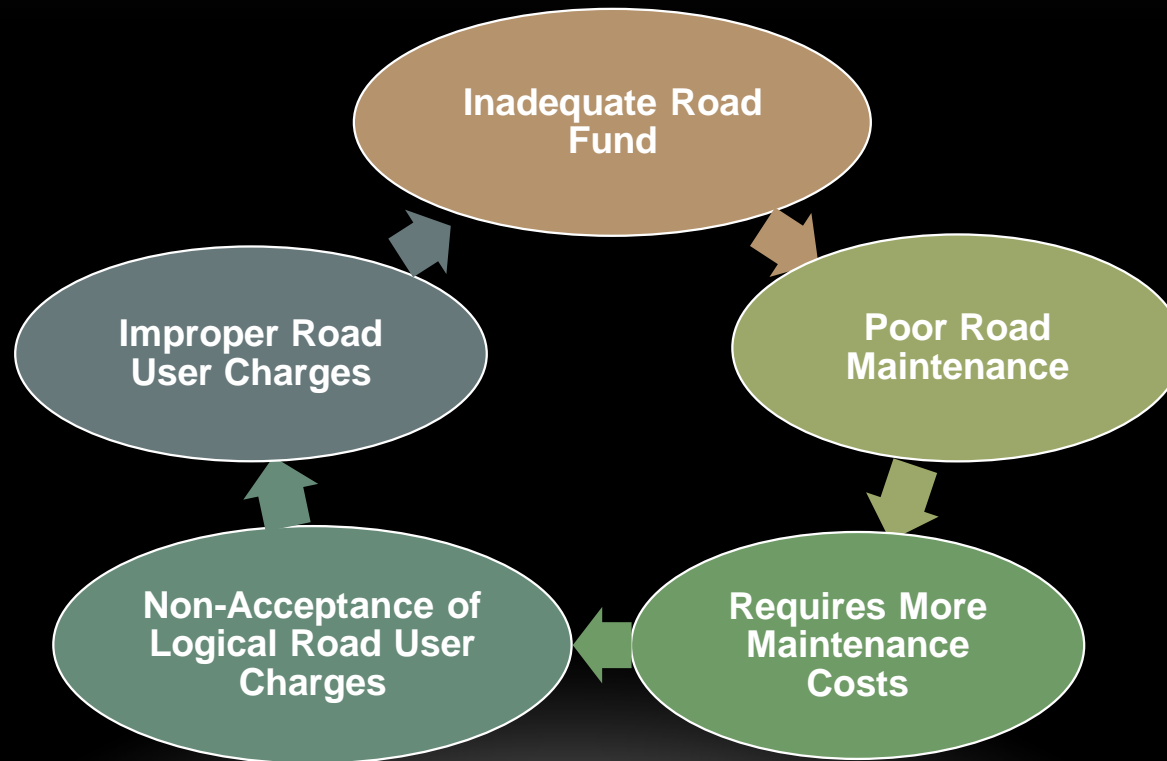 Inadequate Road
Fund
Poor Road
Maintenance
Requires More
Maintenance
Costs
Non-Acceptance of
Logical Road User
Charges
Improper Road
User Charges